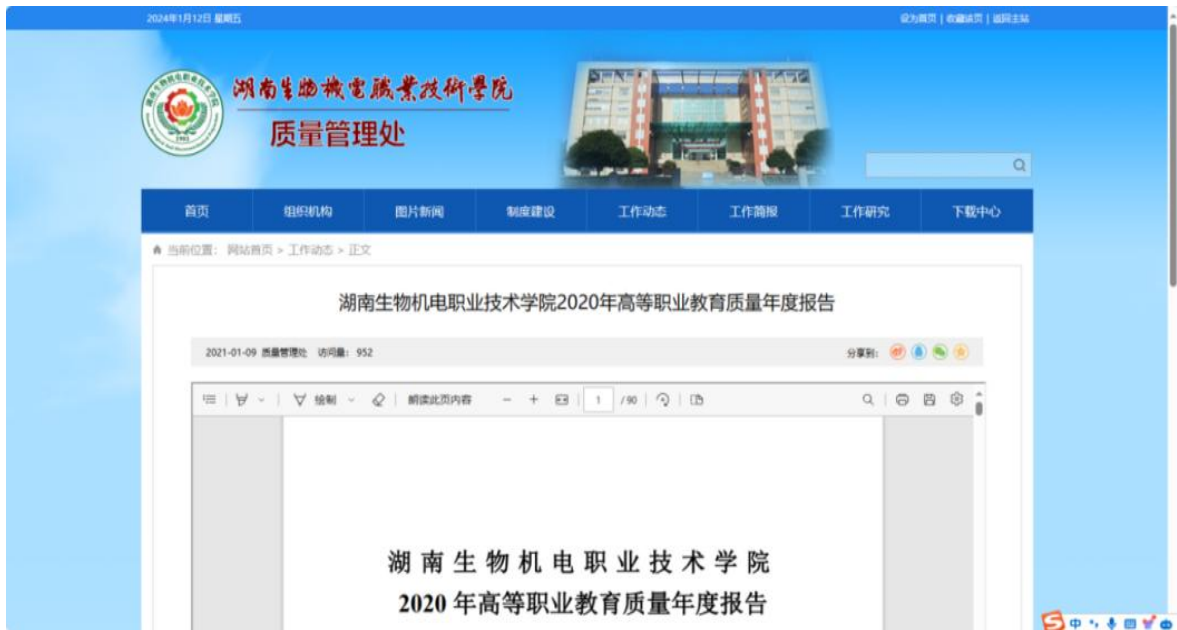 2024年1月12日 星期五
设为首页 | 收藏该页 | 返回主站
湖南生物機電職業技術學院
质量管理处
首页 组织机构 图片新闻 制度建设 工作动态 工作简报 工作研究 下载中心
当前位置: 网站首页 > 工作动态 > 正文
湖南生物机电职业技术学院2020年高等职业教育质量年度报告
2021-01-09 质量管理处 访问量: 952 分享到:
绘制 朗读此页内容 1 /90
湖南生物机电职业技术学院
2020 年高等职业教育质量年度报告
中